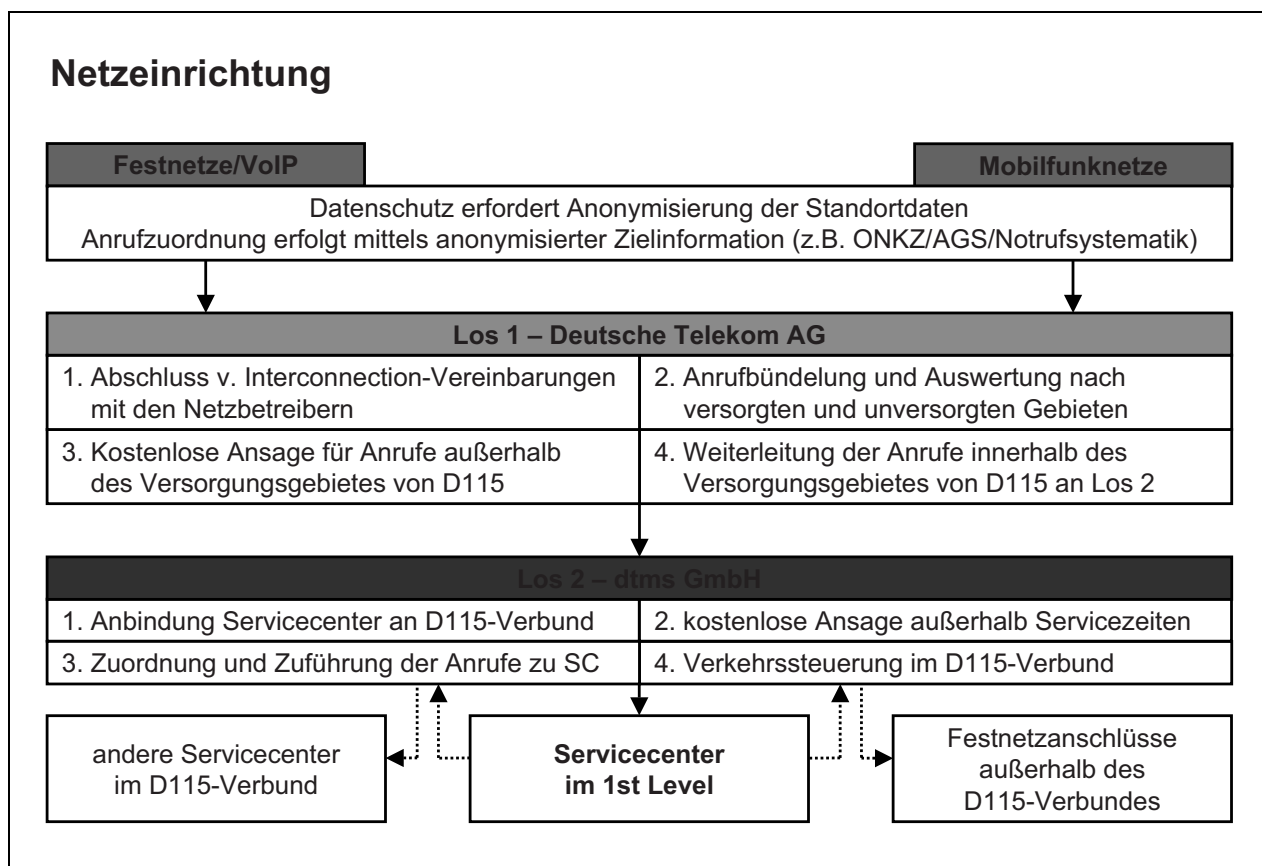 Netzeinrichtung
Festnetze/VoIP
Mobilfunknetze
Datenschutz erfordert Anonymisierung der Standortdaten
Anrufzuordnung erfolgt mittels anonymisierter Zielinformation (z.B. ONKZ/AGS/Notrufsystematik)
Los 1 – Deutsche Telekom AG
1. Abschluss v. Interconnection-Vereinbarungen
mit den Netzbetreibern
2. Anrufbündelung und Auswertung nach
versorgten und unversorgten Gebieten
3. Kostenlose Ansage für Anrufe außerhalb
des Versorgungsgebietes von D115
4. Weiterleitung der Anrufe innerhalb des
Versorgungsgebietes von D115 an Los 2
Los 2 – dtms GmbH
1. Anbindung Servicecenter an D115-Verbund
2. kostenlose Ansage außerhalb Servicezeiten
3. Zuordnung und Zuführung der Anrufe zu SC
4. Verkehrssteuerung im D115-Verbund
andere Servicecenter
im D115-Verbund
Servicecenter
im 1st Level
Festnetzanschlüsse
außerhalb des
D115-Verbundes